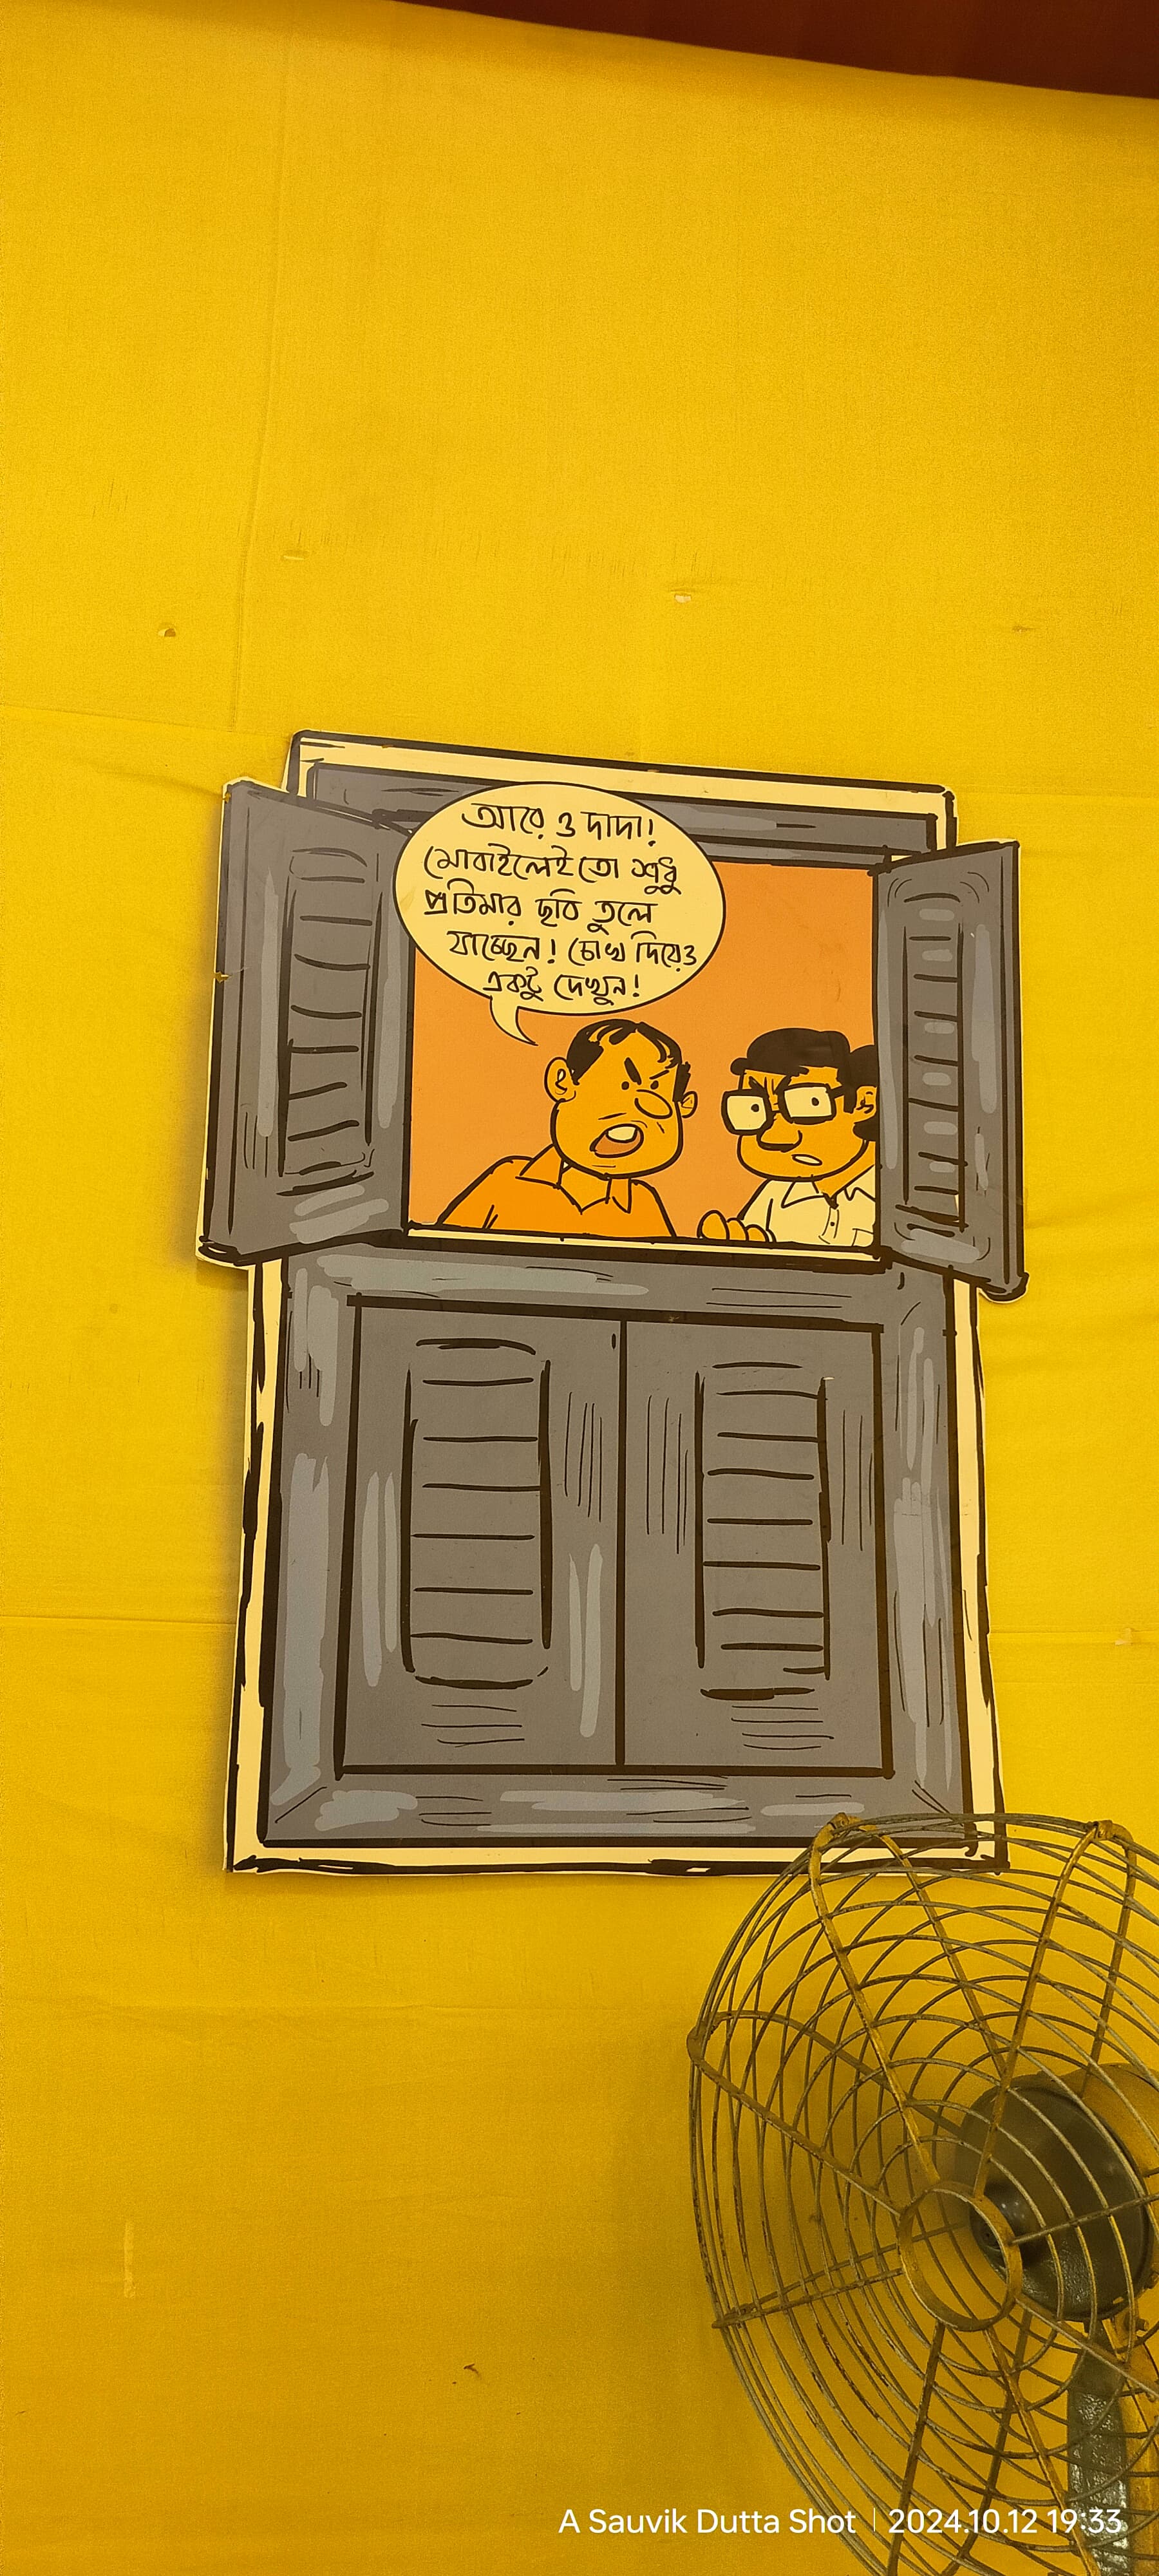 আরে ও দাদা!
মোবাইলেই তো শুধু
প্রতিমার ছবি তুলে
যাচ্ছেন! চোখ দিয়েও
একটু দেখুন!
A Sauvik Dutta Shot | 2024.10.12 19:33